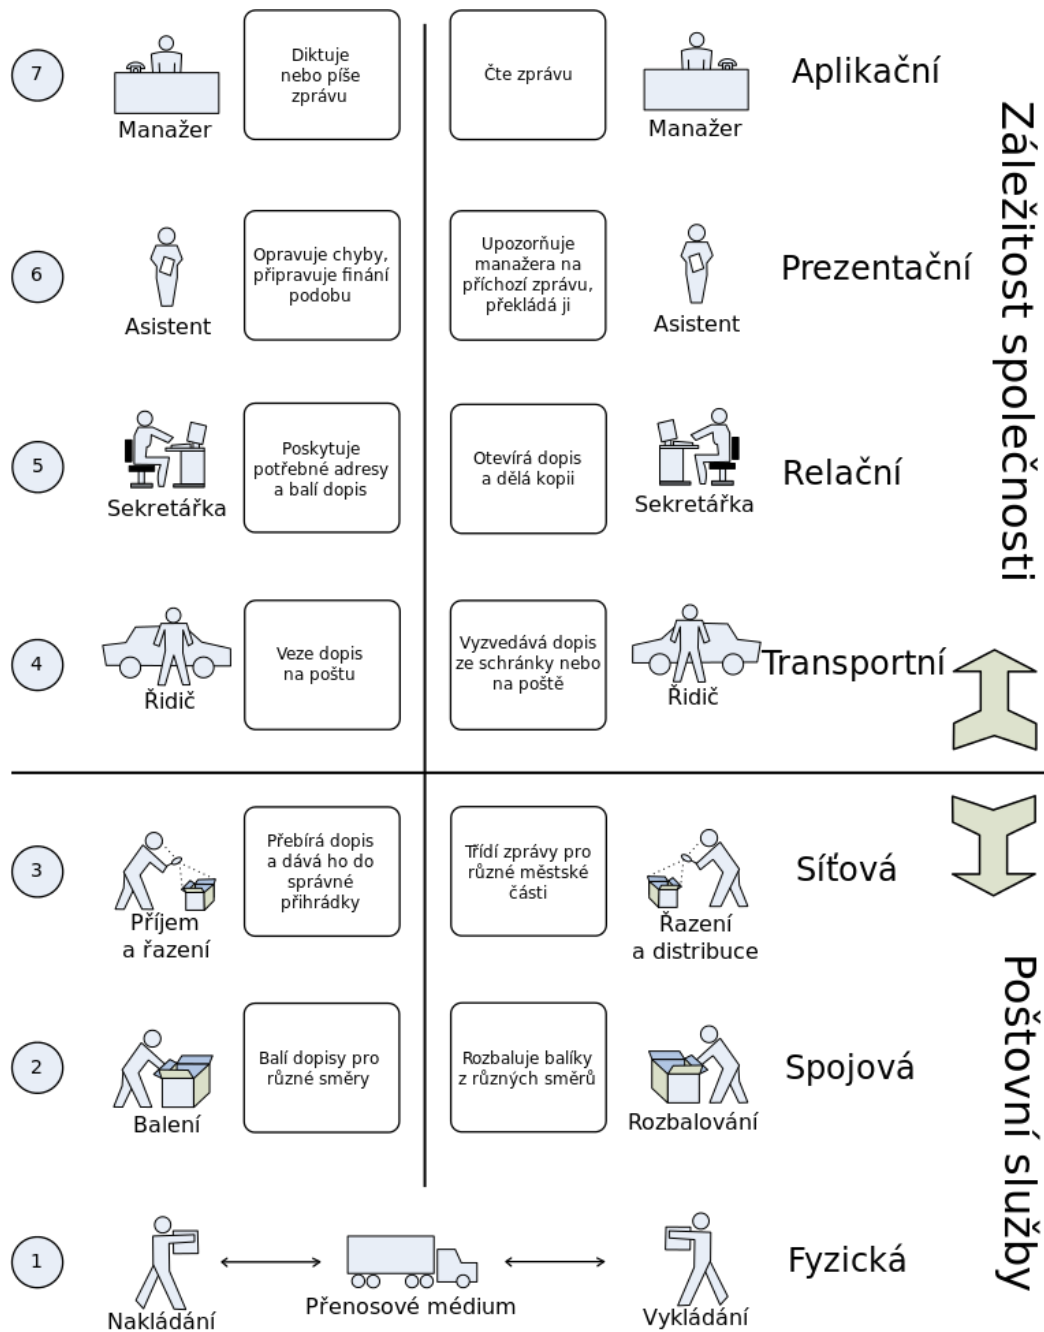 7
Manažer
Diktuje
nebo píše
zprávu
Čte zprávu
Manažer
Aplikační
6
Asistent
Opravuje chyby,
připravuje finání
podobu
Upozorňuje
manažera na
příchozí zprávu,
překládá ji
Asistent
Prezentační
5
Sekretářka
Poskytuje
potřebné adresy
a balí dopis
Otevírá dopis
a dělá kopii
Sekretářka
Relační
4
Řidič
Veze dopis
na poštu
Vyzvedává dopis
ze schránky nebo
na poště
Řidič
Transportní
Záležitost společnosti
3
Příjem
a řazení
Přebírá dopis
a dává ho do
správné
přihrádky
Třídí zprávy pro
různé městské
části
Řazení
a distribuce
Síťová
2
Balení
Balí dopisy pro
různé směry
Rozbaluje balíky
z různých směrů
Rozbalování
Spojová
1
Nakládání
Přenosové médium
Vykládání
Fyzická
Poštovní služby